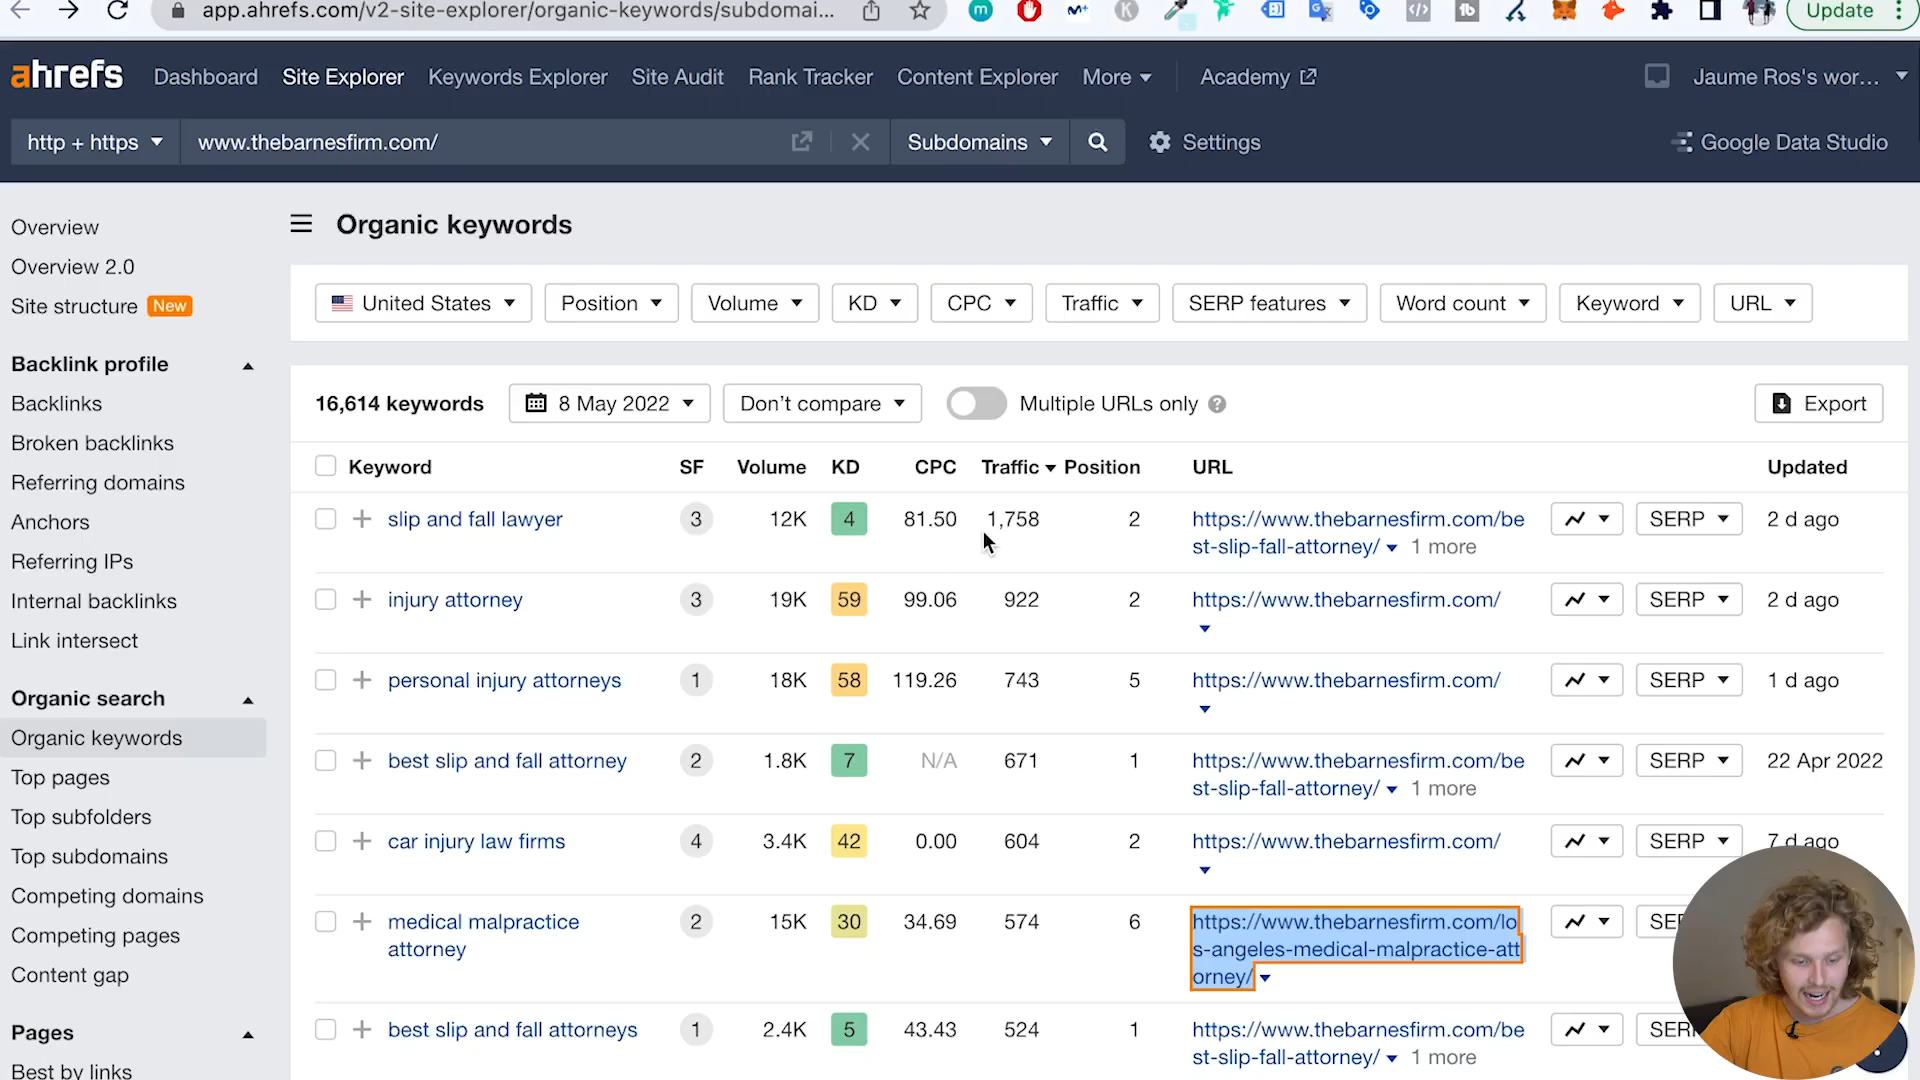 app.ahrefs.com/v2-site-explorer/organic-keywords/subdomai...
Update
ahrefs Dashboard Site Explorer Keywords Explorer Site Audit Rank Tracker Content Explorer More Academy Jaume Ros's wor...
http + https www.thebarnesfirm.com/ Subdomains Settings Google Data Studio
Overview
Overview 2.0
Site structure New
Backlink profile
Backlinks
Broken backlinks
Referring domains
Anchors
Referring IPs
Internal backlinks
Link intersect
Organic search
Organic keywords
Top pages
Top subfolders
Top subdomains
Competing domains
Competing pages
Content gap
Pages
Best by links
Organic keywords
United States Position Volume KD CPC Traffic SERP features Word count Keyword URL
16,614 keywords 8 May 2022 Don't compare Multiple URLs only ? Export
Keyword SF Volume KD CPC Traffic Position URL Updated
slip and fall lawyer 3 12K 4 81.50 1,758 2 https://www.thebarnesfirm.com/be SERP 2 d ago
st-slip-fall-attorney/ 1 more
injury attorney 3 19K 59 99.06 922 2 https://www.thebarnesfirm.com/ SERP 2 d ago
personal injury attorneys 1 18K 58 119.26 743 5 https://www.thebarnesfirm.com/ SERP 1 d ago
best slip and fall attorney 2 1.8K 7 N/A 671 1 https://www.thebarnesfirm.com/be SERP 22 Apr 2022
st-slip-fall-attorney/ 1 more
car injury law firms 4 3.4K 42 0.00 604 2 https://www.thebarnesfirm.com/ SERP 7 d ago
medical malpractice 2 15K 30 34.69 574 6 https://www.thebarnesfirm.com/lo SE
attorney s-angeles-medical-malpractice-att
orney/
best slip and fall attorneys 1 2.4K 5 43.43 524 1 https://www.thebarnesfirm.com/be SER
st-slip-fall-attorney/ 1 more